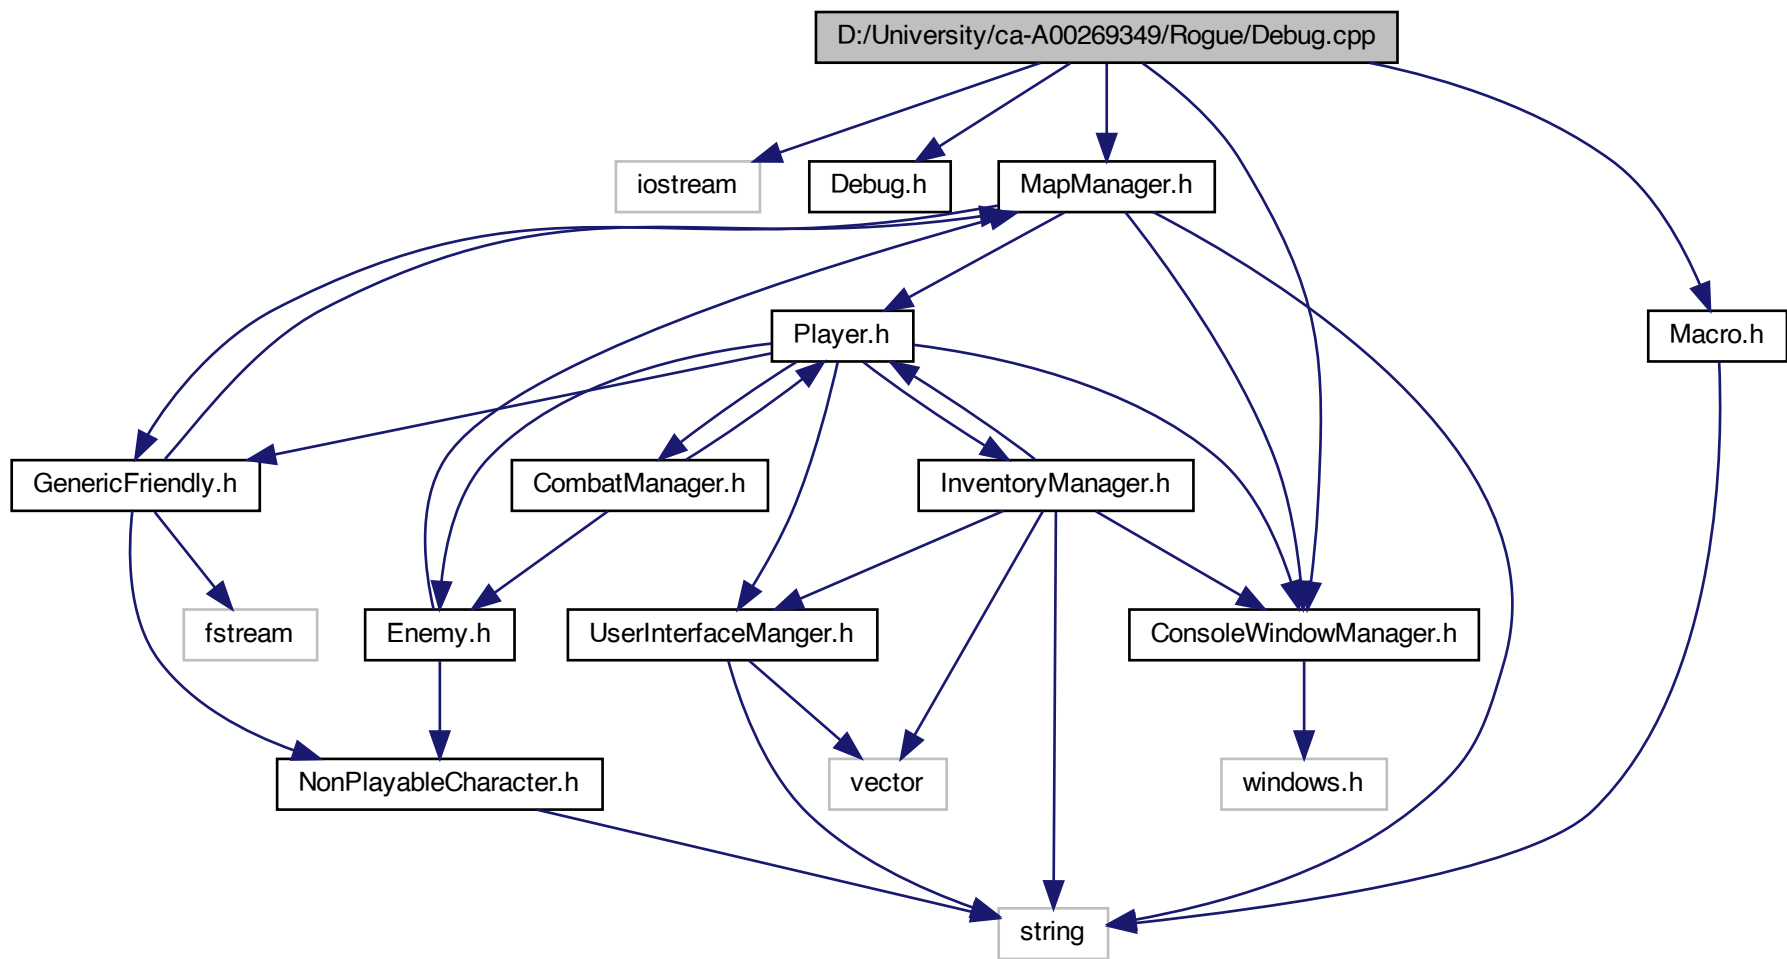 D:/University/ca-A00269349/Rogue/Debug.cpp
iostream
Debug.h
MapManager.h
Player.h
Macro.h
GenericFriendly.h
CombatManager.h
InventoryManager.h
fstream
Enemy.h
UserInterfaceManger.h
ConsoleWindowManager.h
NonPlayableCharacter.h
vector
windows.h
string